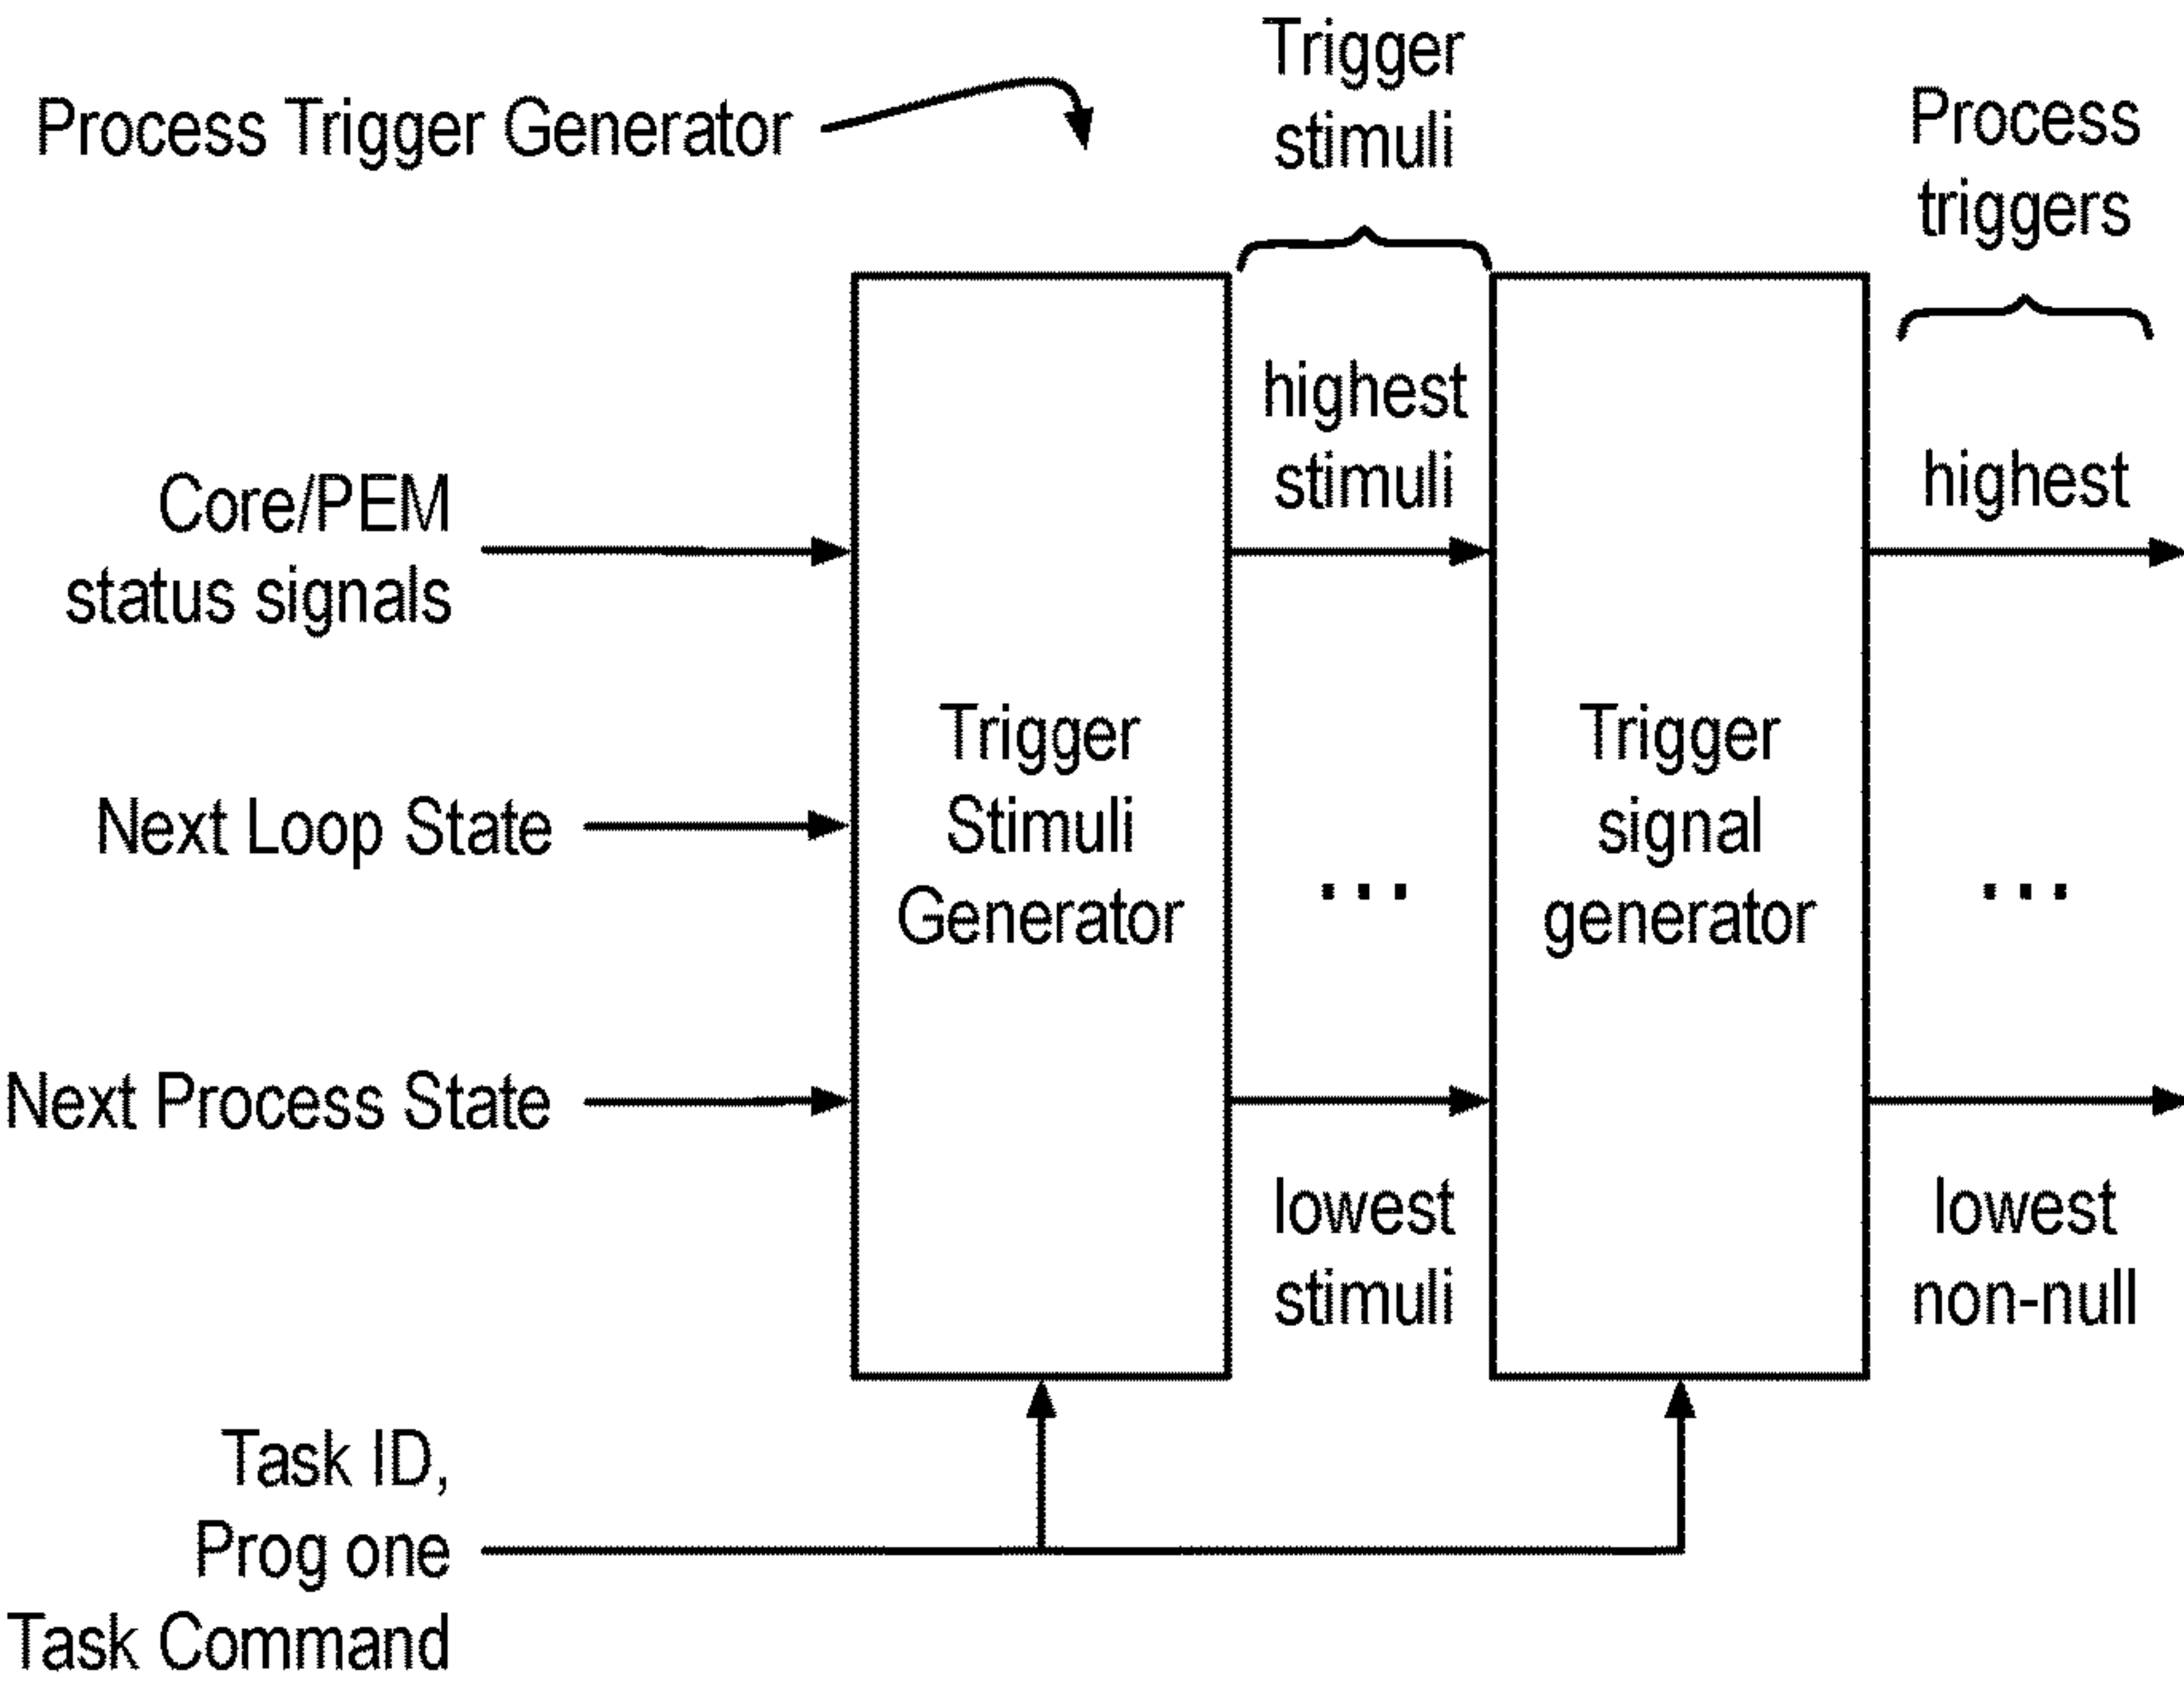 Process Trigger Generator
Trigger
stimuli
Process
triggers
highest
stimuli
highest
Core/PEM
status signals
Next Loop State
Next Process State
Trigger
Stimuli
Generator
...
Trigger
signal
generator
...
lowest
stimuli
lowest
non-null
Task ID,
Prog one
Task Command